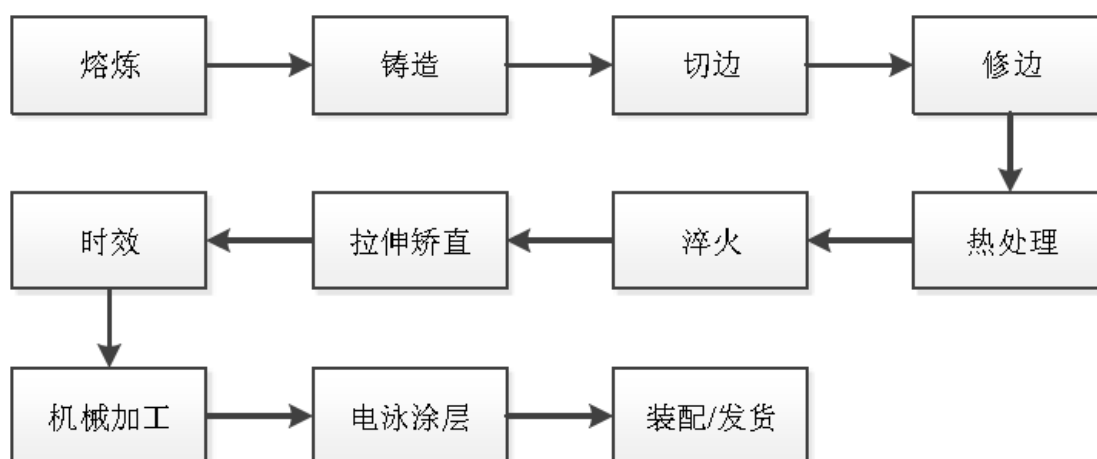 熔炼
铸造
切边
修边
时效
拉伸矫直
淬火
热处理
机械加工
电泳涂层
装配/发货